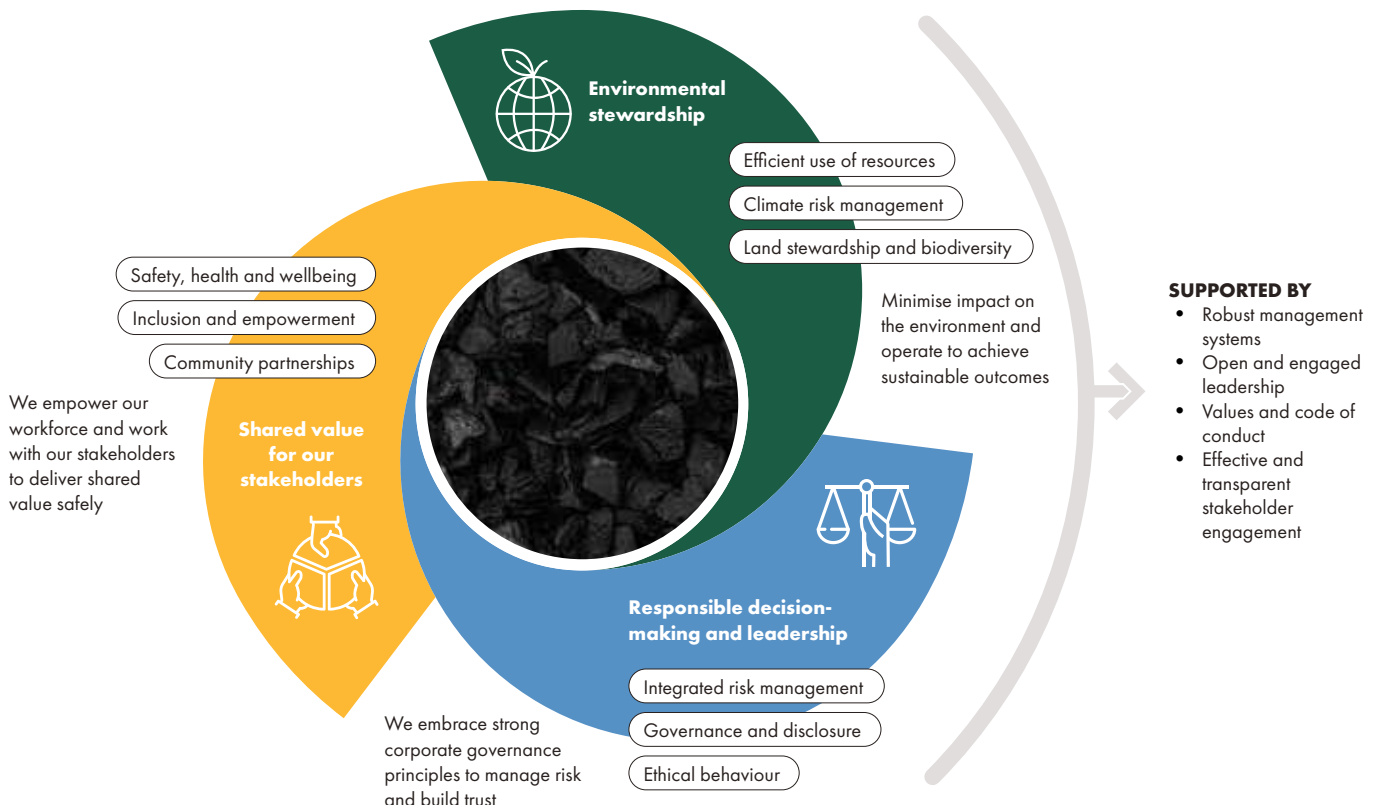 Environmental
stewardship
Efficient use of resources
Climate risk management
Land stewardship and biodiversity
Minimise impact on
the environment and
operate to achieve
sustainable outcomes
Safety, health and wellbeing
Inclusion and empowerment
Community partnerships
We empower our
workforce and work
with our stakeholders
to deliver shared
value safely
Shared value
for our
stakeholders
Responsible decision-
making and leadership
Integrated risk management
Governance and disclosure
Ethical behaviour
We embrace strong
corporate governance
principles to manage risk
and build trust
SUPPORTED BY
• Robust management
systems
• Open and engaged
leadership
• Values and code of
conduct
• Effective and
transparent
stakeholder
engagement